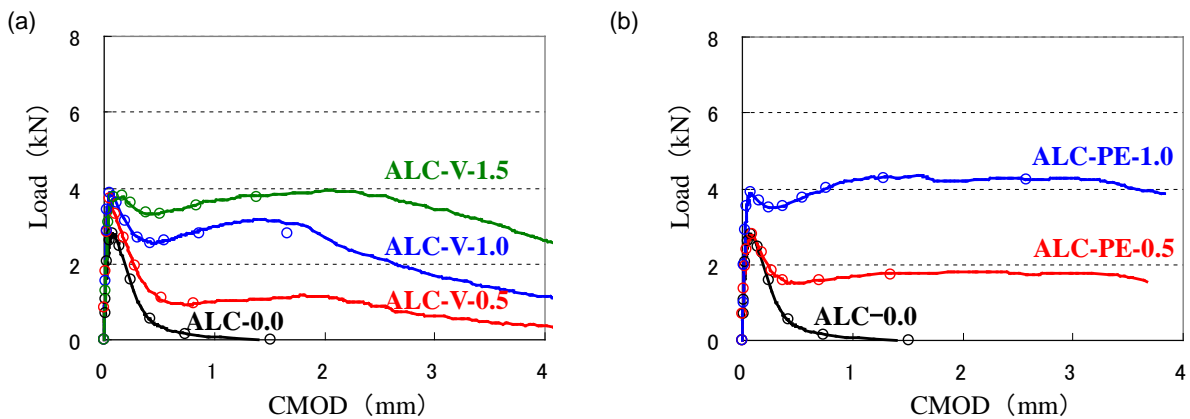 (a)
8
6
4
2
0
Load (kN)
ALC-V-1.5
ALC-V-1.0
ALC-V-0.5
ALC-0.0
0 1 2 3 4
CMOD (mm)
(b)
8
6
4
2
0
Load (kN)
ALC-PE-1.0
ALC-PE-0.5
ALC-0.0
0 1 2 3 4
CMOD (mm)